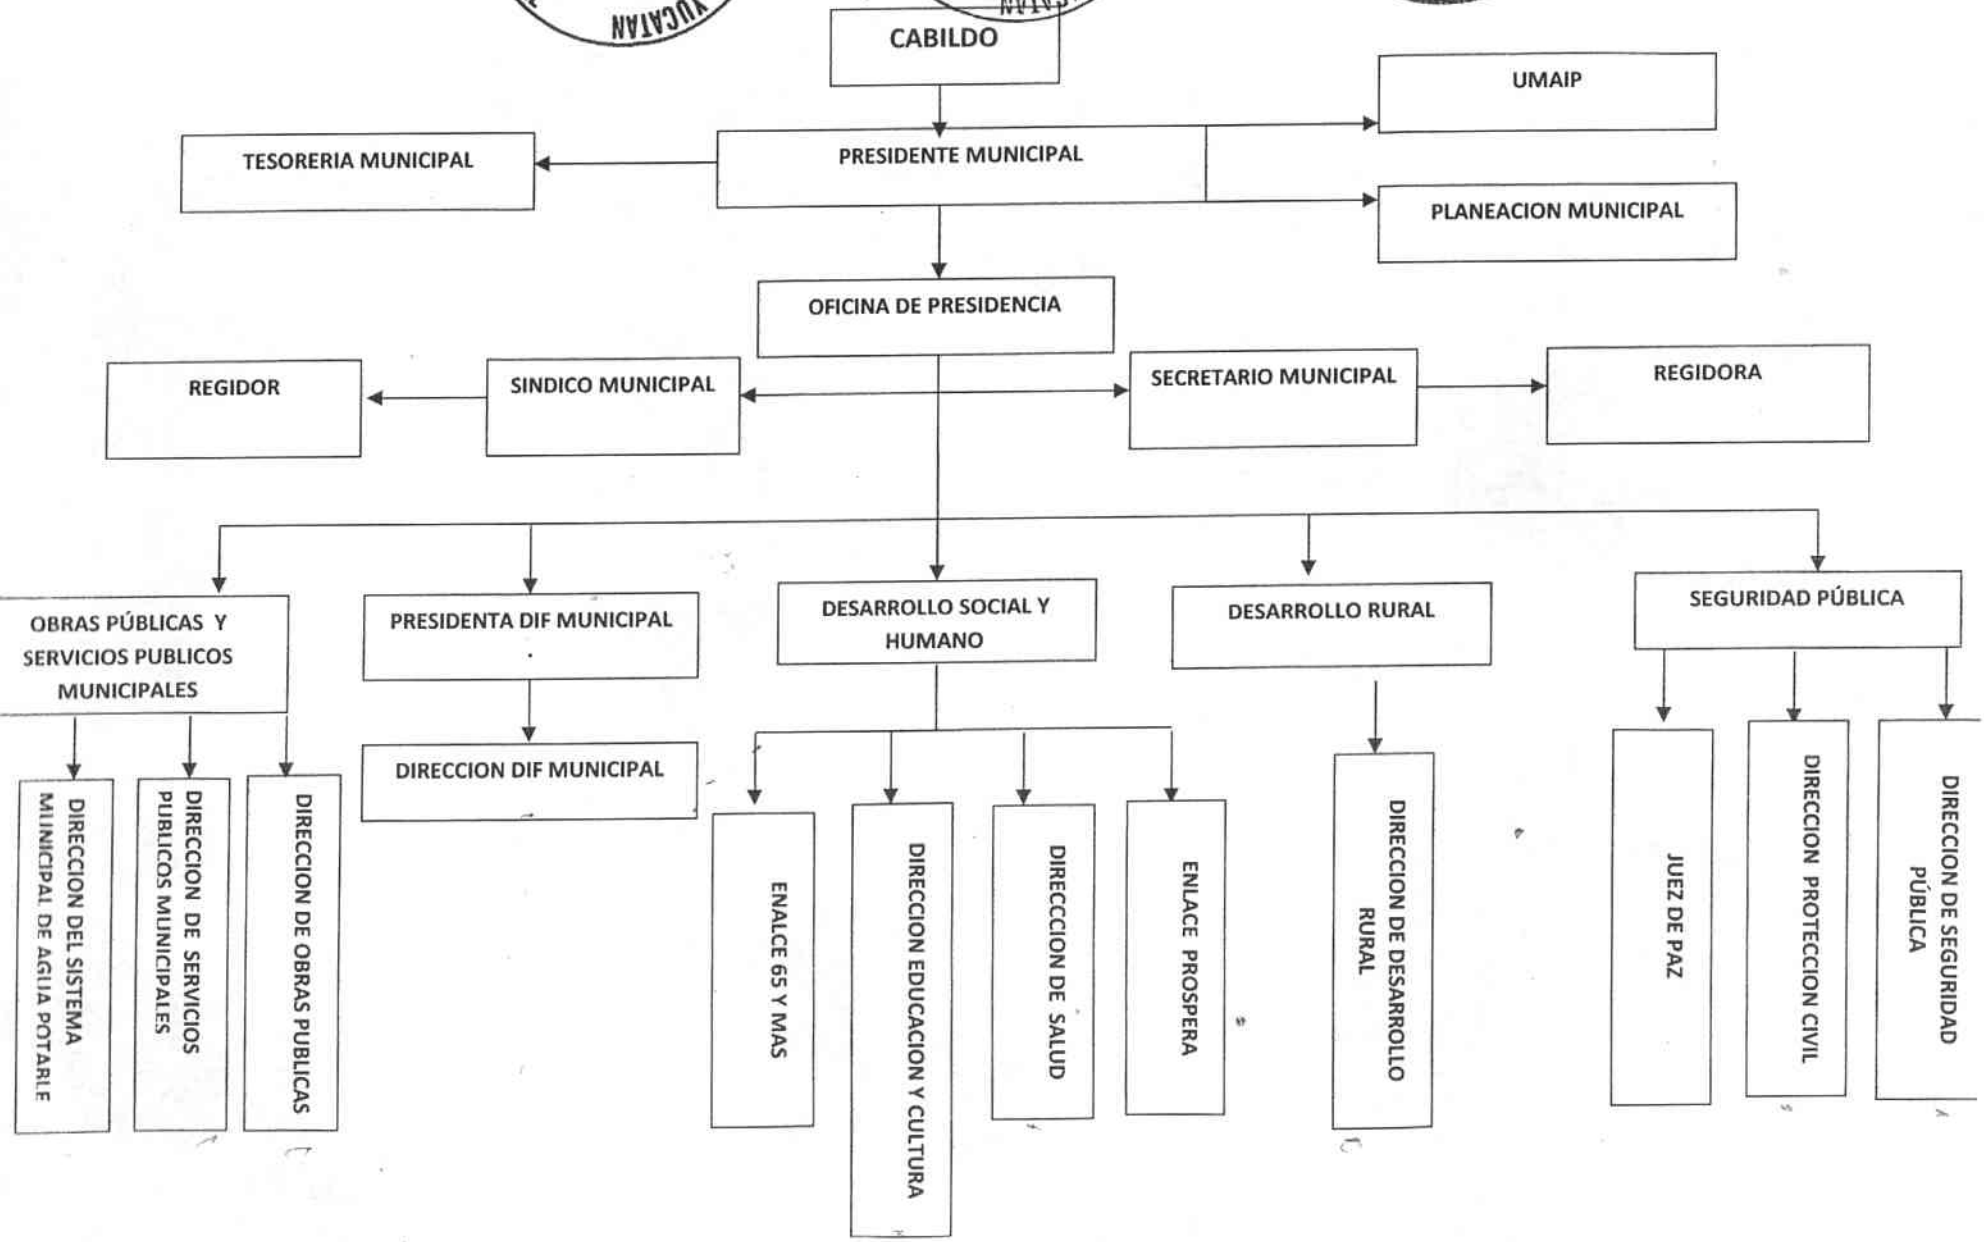 YUCATAN
CABILDO
UMAIP
TESORERIA MUNICIPAL
PRESIDENTE MUNICIPAL
PLANEACION MUNICIPAL
OFICINA DE PRESIDENCIA
REGIDOR
SINDICO MUNICIPAL
SECRETARIO MUNICIPAL
REGIDORA
OBRAS PÚBLICAS Y
SERVICIOS PUBLICOS
MUNICIPALES
PRESIDENTA DIF MUNICIPAL
DESARROLLO SOCIAL Y
HUMANO
DESARROLLO RURAL
SEGURIDAD PÚBLICA
DIRECCION DEL SISTEMA
MUNICIPAL DE AGUA POTABLE
DIRECCION DE SERVICIOS
PUBLICOS MUNICIPALES
DIRECCION DE OBRAS PUBLICAS
DIRECCION DIF MUNICIPAL
ENALCE 65 Y MAS
DIRECCION EDUCACION Y CULTURA
DIRECCCION DE SALUD
ENLACE PROSPERA
DIRECCION DE DESARROLLO
RURAL
JUEZ DE PAZ
DIRECCION PROTECCION CIVIL
DIRECCION DE SEGURIDAD
PÚBLICA